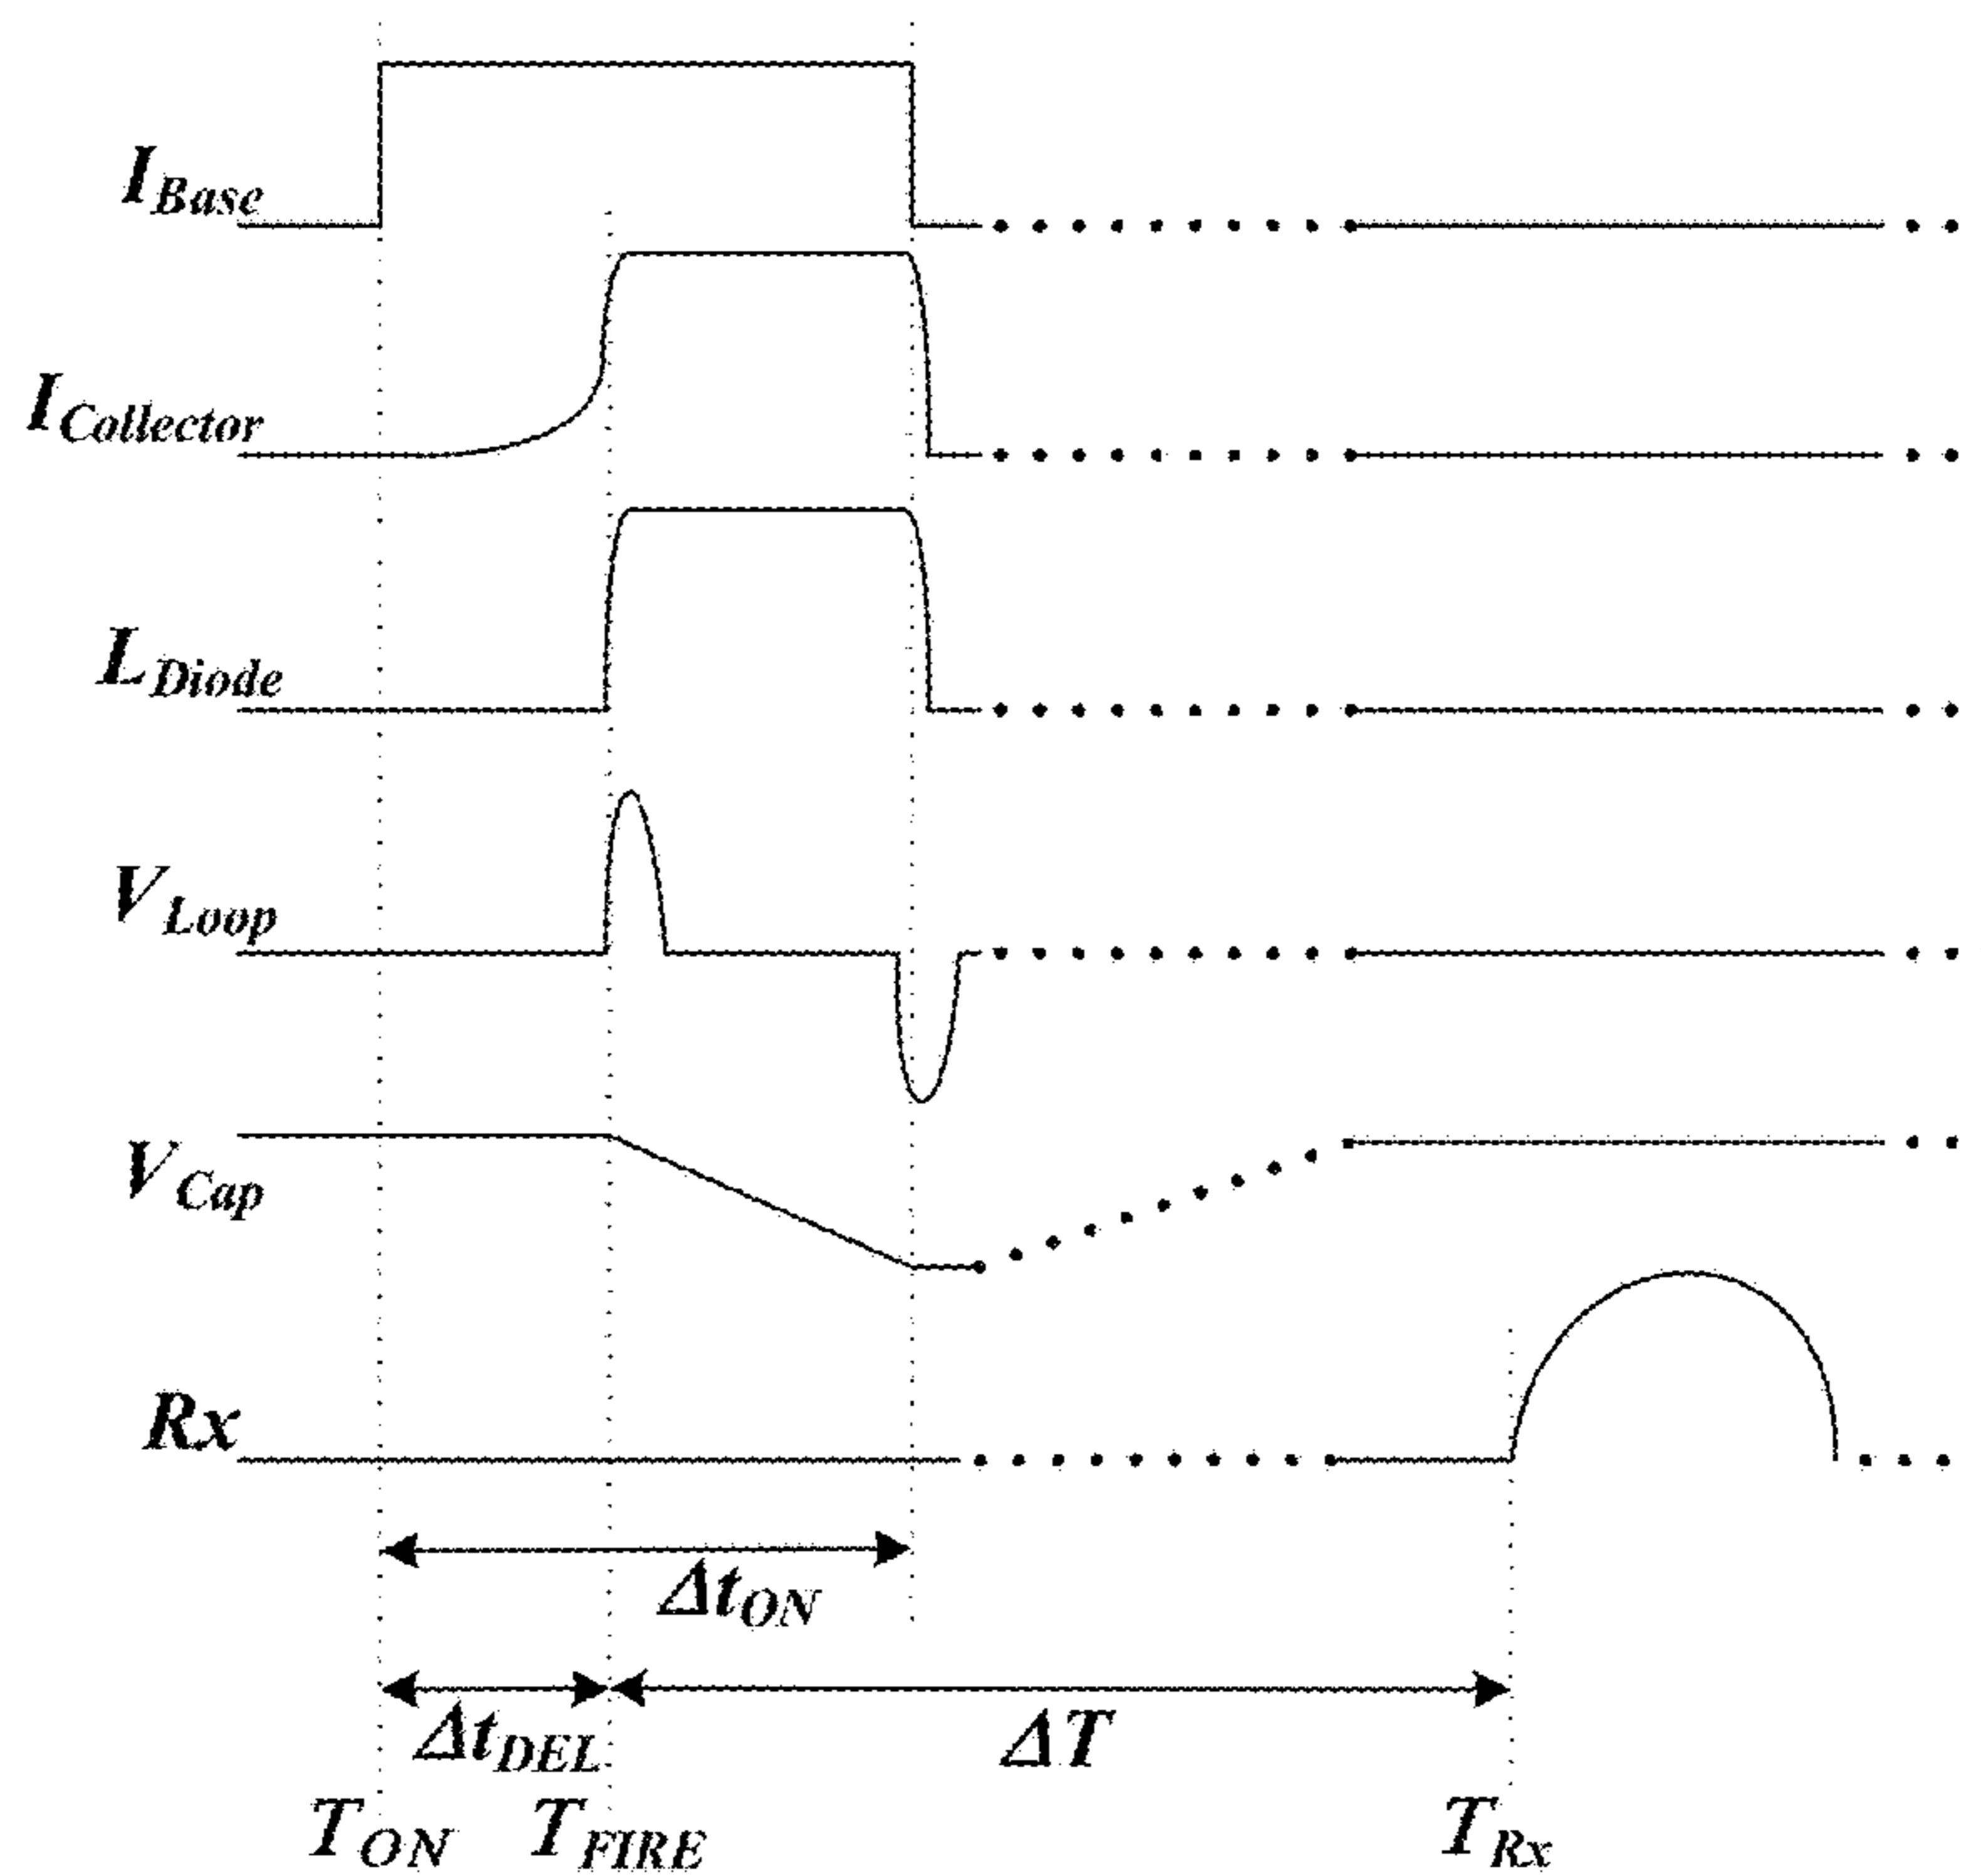 I_Base
I_Collector
L_Diode
V_Loop
V_Cap
Rx
Δt_ON
Δt_DEL ΔT
T_ON T_FIRE T_Rx